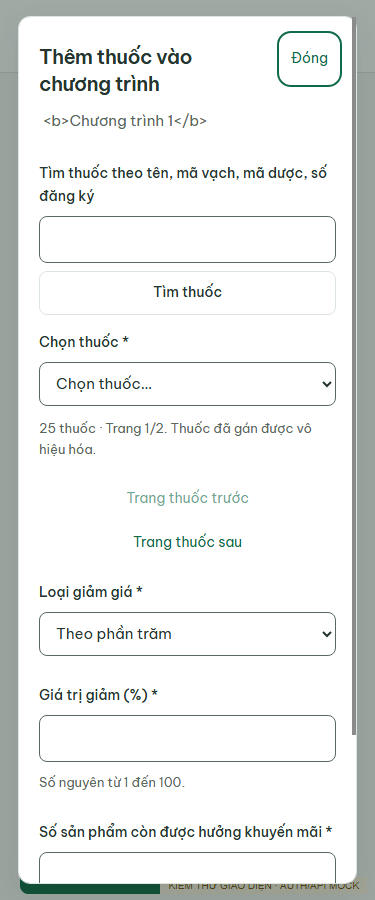 Thêm thuốc vào
chương trình
Đóng
<b>Chương trình 1</b>
Tìm thuốc theo tên, mã vạch, mã dược, số
đăng ký
Tìm thuốc
Chọn thuốc *
Chọn thuốc...
25 thuốc · Trang 1/2. Thuốc đã gán được vô
hiệu hóa.
Trang thuốc trước
Trang thuốc sau
Loại giảm giá *
Theo phần trăm
Giá trị giảm (%) *
Số nguyên từ 1 đến 100.
Số sản phẩm còn được hưởng khuyến mãi *
KIỂM THỬ GIAO DIỆN · AUTH/API MOCK